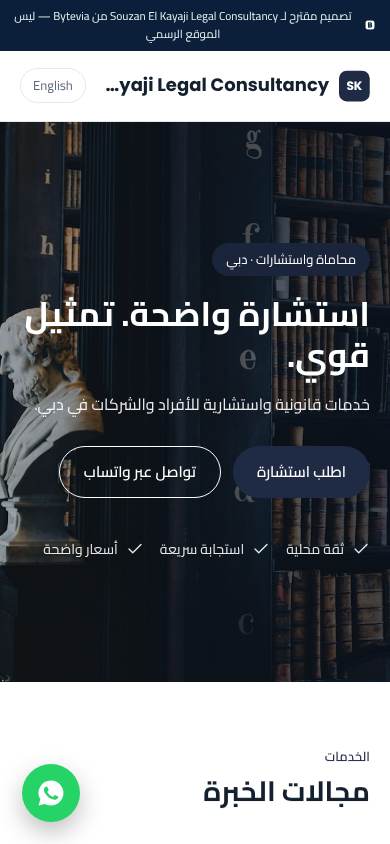 تصميم مقترح لـ Souzan El Kayaji Legal Consultancy من Bytevia — ليس
الموقع الرسمي
B
SK
...yaji Legal Consultancy
English
محاماة واستشارات · دبي
استشارة واضحة. تمثيل
قوي.
خدمات قانونية واستشارية للأفراد والشركات في دبي.
اطلب استشارة
تواصل عبر واتساب
ثقة محلية
استجابة سريعة
أسعار واضحة
k
i
h
g
g
f
e
d
c
الخدمات
مجالات الخبرة